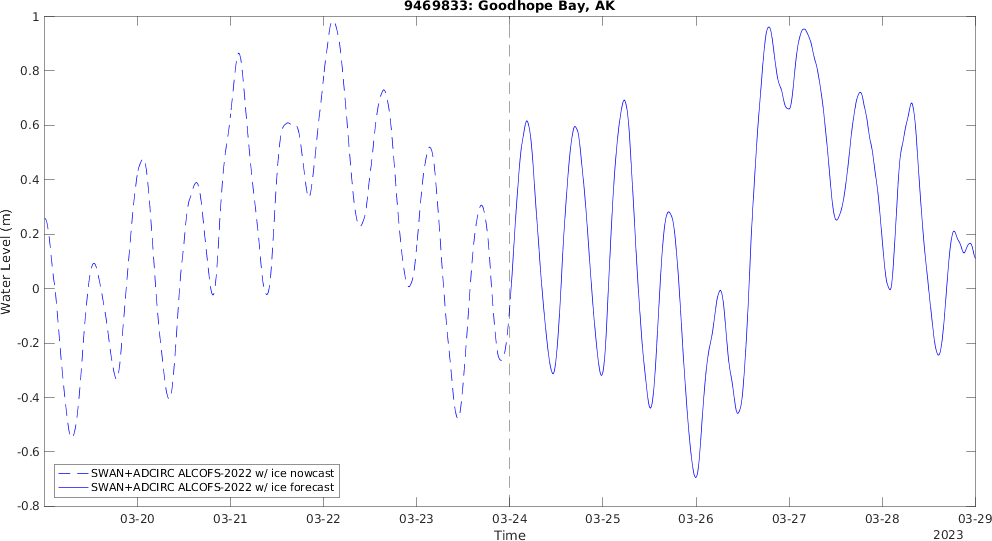 9469833: Goodhope Bay, AK
1
0.8
0.6
0.4
0.2
0
-0.2
-0.4
-0.6
-0.8
Water Level (m)
SWAN+ADCIRC ALCOFS-2022 w/ ice nowcast
SWAN+ADCIRC ALCOFS-2022 w/ ice forecast
03-20 03-21 03-22 03-23 03-24 03-25 03-26 03-27 03-28 03-29
Time
2023